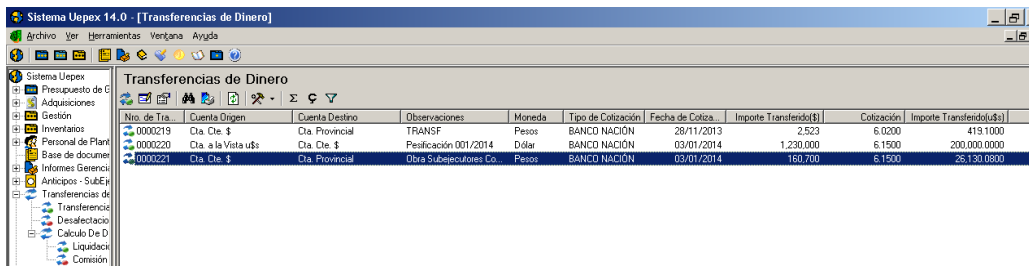 Sistema Uepex 14.0 - [Transferencias de Dinero]
Archivo Ver Herramientas Ventana Ayuda
Sistema Uepex
Presupuesto de G
Adquisiciones
Gestión
Inventarios
Personal de Plant
Base de documer
Informes Gerencia
Anticipos - SubEje
Transferencias de
Transferencia
Desafectacio
Calculo De D
Liquidació
Comisión
Transferencias de Dinero
Nro. de Tra... Cuenta Origen Cuenta Destino Observaciones Moneda Tipo de Cotización Fecha de Cotiza... Importe Transferido($) Cotización Importe Transferido(u$s)
0000219 Cta. Cte. $ Cta. Provincial TRANSF Pesos BANCO NACIÓN 28/11/2013 2,523 6.0200 419.1000
0000220 Cta. a la Vista u$s Cta. Cte. $ Pesificación 001/2014 Dólar BANCO NACIÓN 03/01/2014 1,230,000 6.1500 200,000.0000
0000221 Cta. Cte. $ Cta. Provincial Obra Subejecutores Co... Pesos BANCO NACIÓN 03/01/2014 160,700 6.1500 26,130.0800